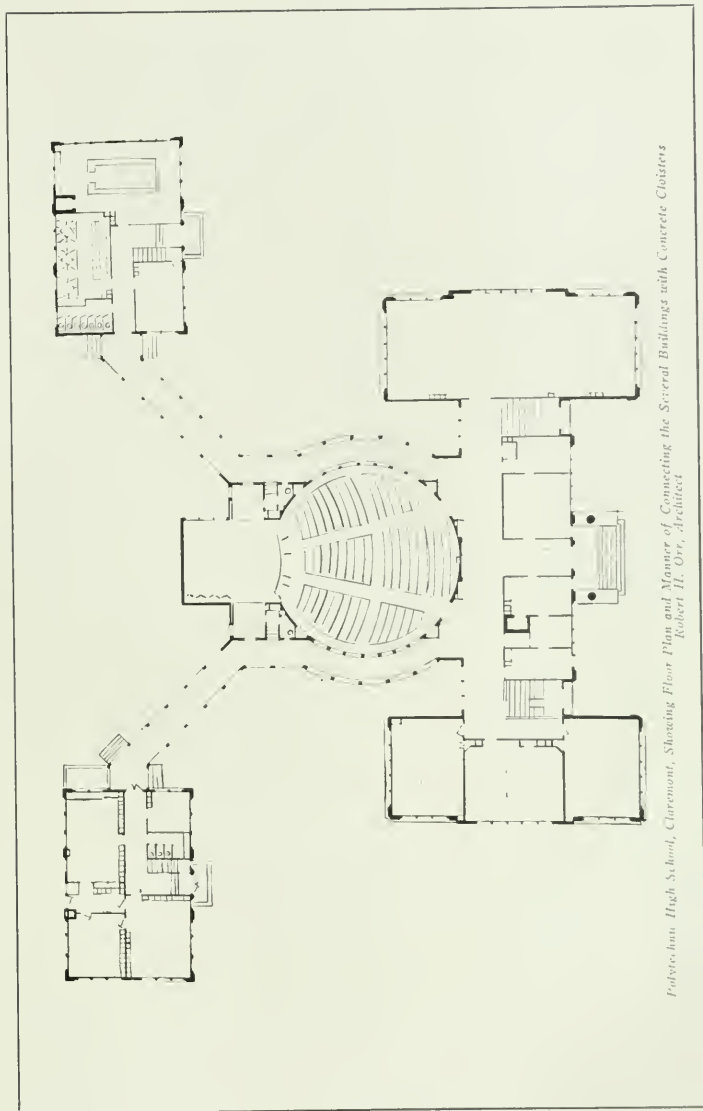 Polytechnic High School, Claremont, Showing Floor Plan and Manner of Connecting the Several Buildings with Concrete Cloisters
Robert H. Orr, Architect